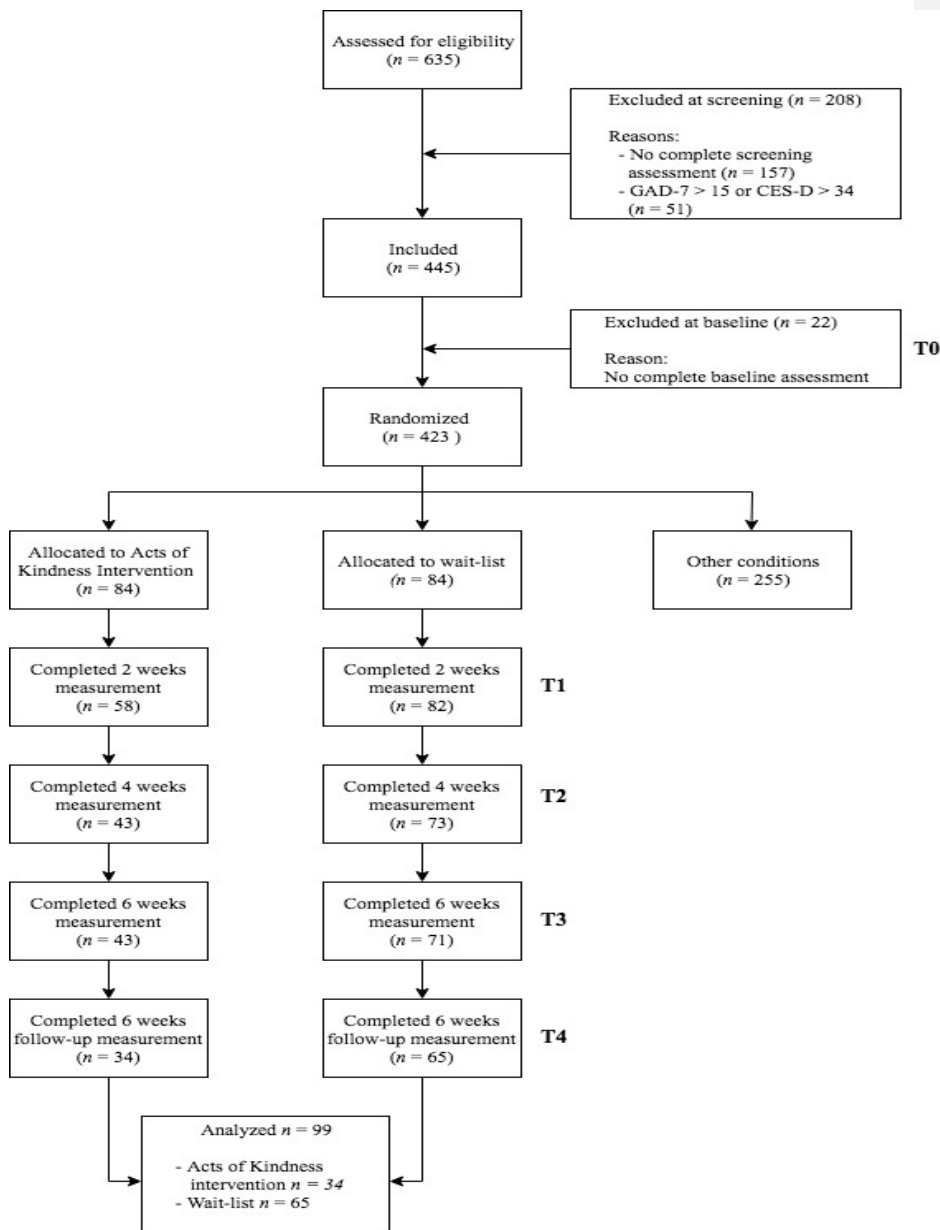 Assessed for eligibility
(n = 635)
Excluded at screening (n = 208)
Reasons:
- No complete screening
assessment (n = 157)
- GAD-7 > 15 or CES-D > 34
(n = 51)
Included
(n = 445)
Excluded at baseline (n = 22)
Reason:
No complete baseline assessment
T0
Randomized
(n = 423 )
Allocated to Acts of
Kindness Intervention
(n = 84)
Allocated to wait-list
(n = 84)
Other conditions
(n = 255)
Completed 2 weeks
measurement
(n = 58)
Completed 2 weeks
measurement
(n = 82)
T1
Completed 4 weeks
measurement
(n = 43)
Completed 4 weeks
measurement
(n = 73)
T2
Completed 6 weeks
measurement
(n = 43)
Completed 6 weeks
measurement
(n = 71)
T3
Completed 6 weeks
follow-up measurement
(n = 34)
Completed 6 weeks
follow-up measurement
(n = 65)
T4
Analyzed n = 99
- Acts of Kindness
intervention n = 34
- Wait-list n = 65